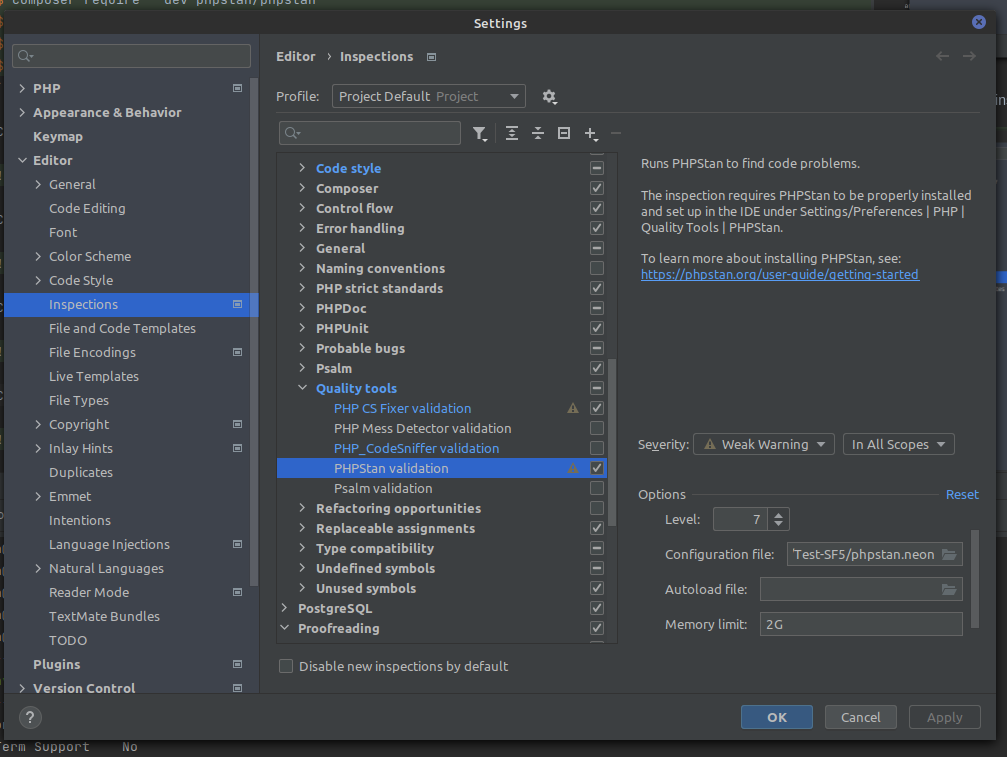 composer require --dev phpstan/phpstan
Settings
PHP
Appearance & Behavior
Keymap
Editor
General
Code Editing
Font
Color Scheme
Code Style
Inspections
File and Code Templates
File Encodings
Live Templates
File Types
Copyright
Inlay Hints
Duplicates
Emmet
Intentions
Language Injections
Natural Languages
Reader Mode
TextMate Bundles
TODO
Plugins
Version Control
Editor › Inspections
Profile: Project Default Project
Code style
Composer
Control flow
Error handling
General
Naming conventions
PHP strict standards
PHPDoc
PHPUnit
Probable bugs
Psalm
Quality tools
PHP CS Fixer validation
PHP Mess Detector validation
PHP_CodeSniffer validation
PHPStan validation
Psalm validation
Refactoring opportunities
Replaceable assignments
Type compatibility
Undefined symbols
Unused symbols
PostgreSQL
Proofreading
Disable new inspections by default
Runs PHPStan to find code problems.
The inspection requires PHPStan to be properly installed
and set up in the IDE under Settings/Preferences | PHP |
Quality Tools | PHPStan.
To learn more about installing PHPStan, see:
https://phpstan.org/user-guide/getting-started
Severity: Weak Warning In All Scopes
Options Reset
Level: 7
Configuration file: 'Test-SF5/phpstan.neon
Autoload file:
Memory limit: 2G
? OK Cancel Apply
Term Support No